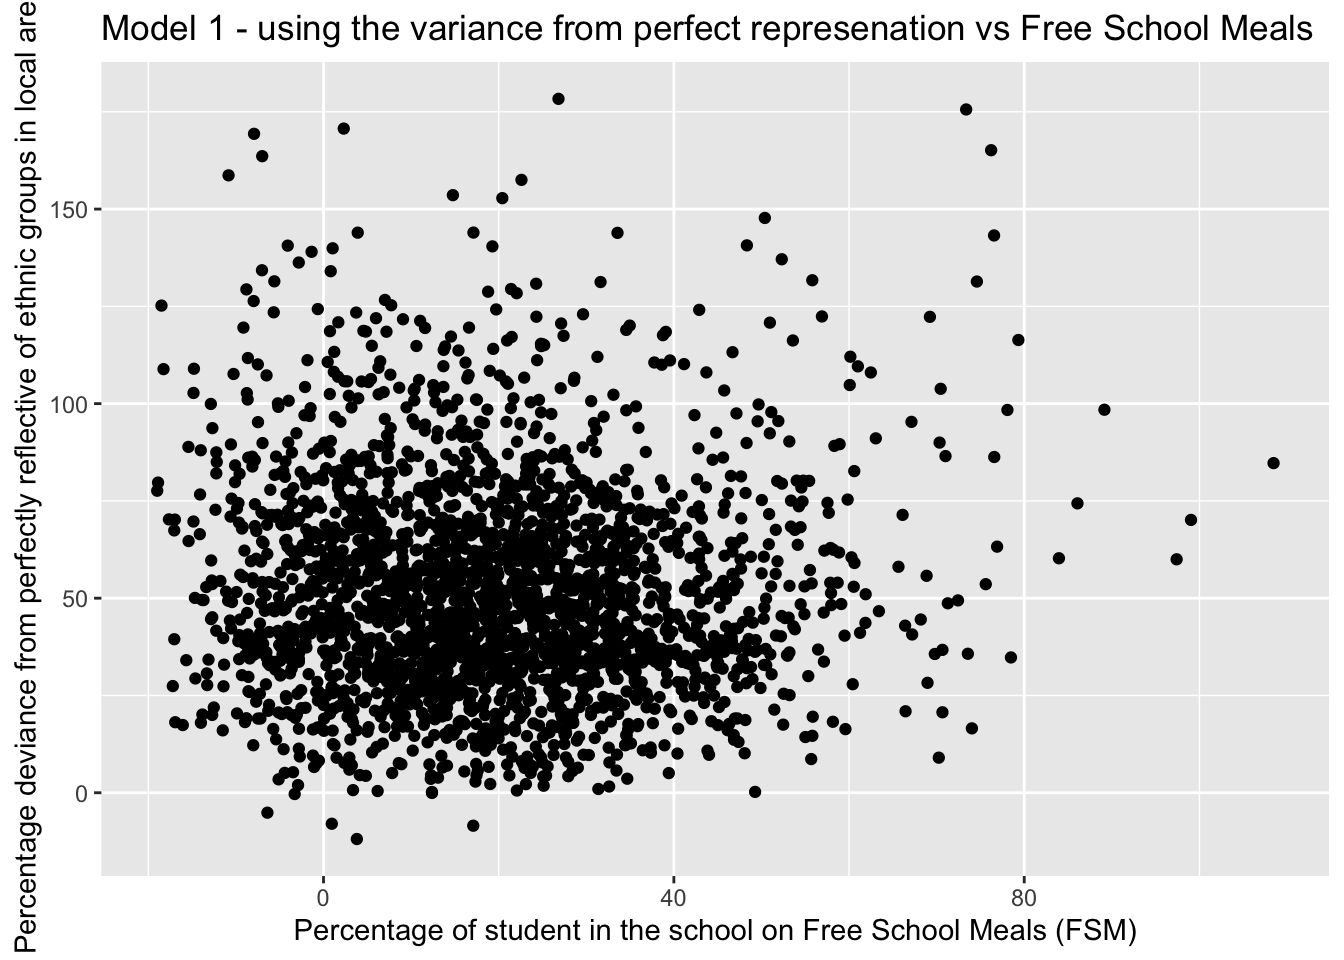 Model 1 - using the variance from perfect represenation vs Free School Meals
Percentage deviance from perfectly reflective of ethnic groups in local are
150
100
50
0
0
40
80
Percentage of student in the school on Free School Meals (FSM)